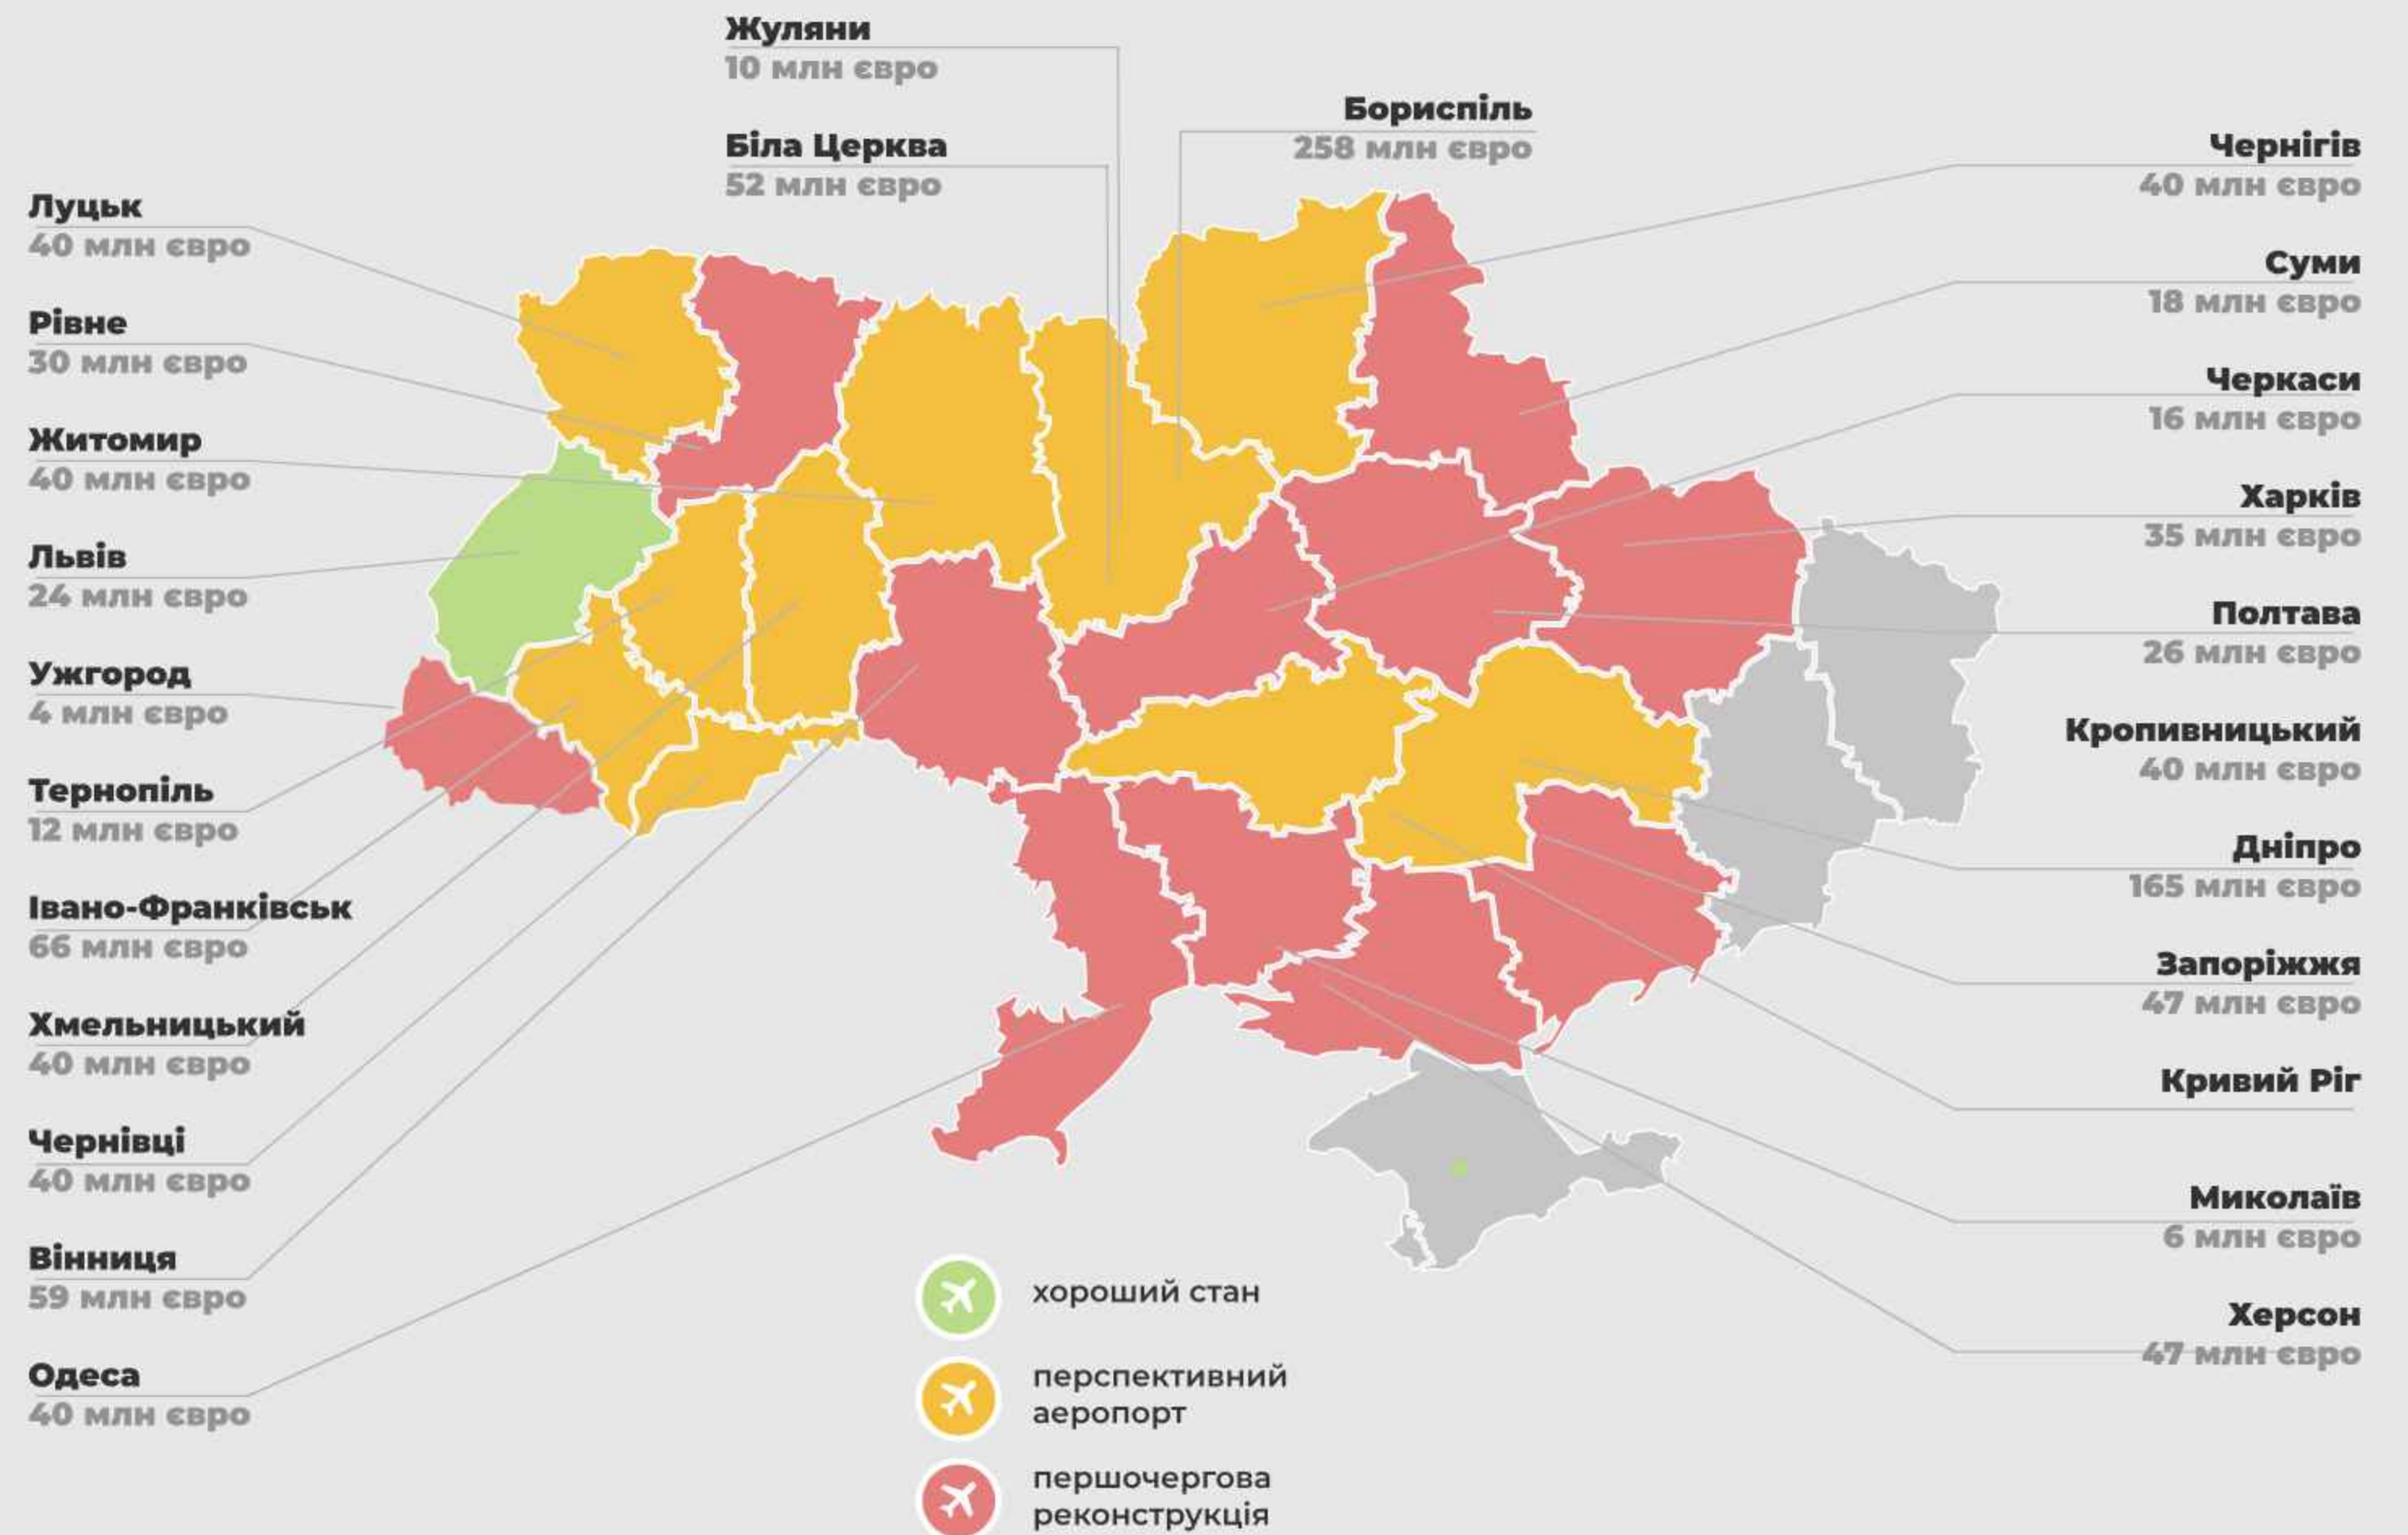 Жуляни
10 млн євро
Біла Церква
52 млн євро
Бориспіль
258 млн євро
Луцьк
40 млн євро
Рівне
30 млн євро
Житомир
40 млн євро
Львів
24 млн євро
Ужгород
4 млн євро
Тернопіль
12 млн євро
Івано-Франківськ
66 млн євро
Хмельницький
40 млн євро
Чернівці
40 млн євро
Вінниця
59 млн євро
Одеса
40 млн євро
Чернігів
40 млн євро
Суми
18 млн євро
Черкаси
16 млн євро
Харків
35 млн євро
Полтава
26 млн євро
Кропивницький
40 млн євро
Дніпро
165 млн євро
Запоріжжя
47 млн євро
Кривий Ріг
Миколаїв
6 млн євро
Херсон
47 млн євро
хороший стан
перспективний
аеропорт
першочергова
реконструкція